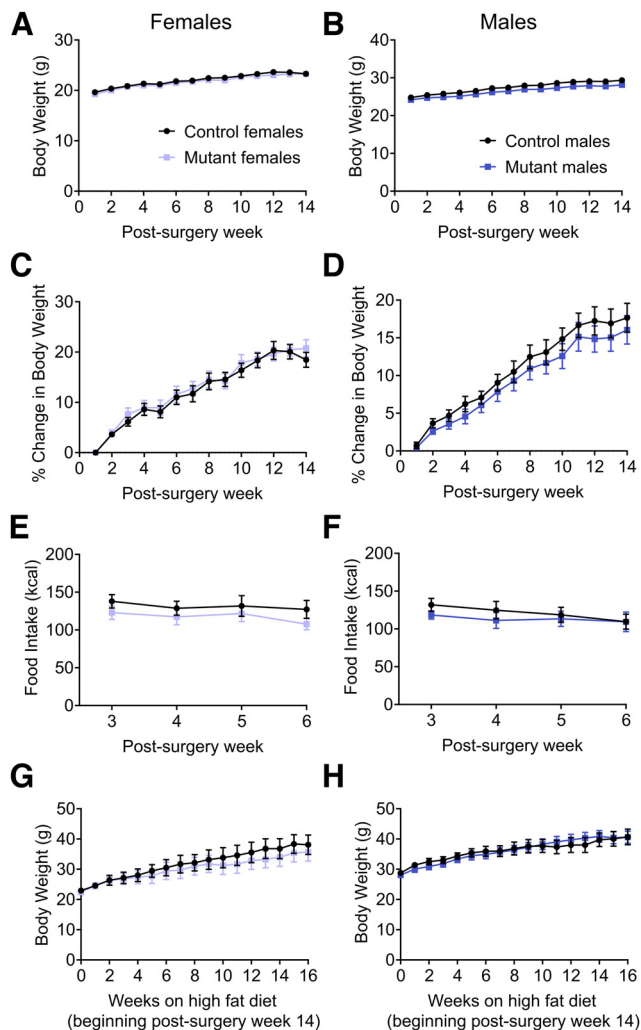 Females
Males
A
B
Body Weight (g)
30
20
10
0
Control females
Mutant females
0 2 4 6 8 10 12 14
Post-surgery week
Body Weight (g)
40
30
20
10
0
Control males
Mutant males
0 2 4 6 8 10 12 14
Post-surgery week
C
D
% Change in Body Weight
30
20
10
0
0 2 4 6 8 10 12 14
Post-surgery week
% Change in Body Weight
20
15
10
5
0
0 2 4 6 8 10 12 14
Post-surgery week
E
F
Food Intake (kcal)
200
150
100
50
0
3 4 5 6
Post-surgery week
Food Intake (kcal)
200
150
100
50
0
3 4 5 6
Post-surgery week
G
H
Body Weight (g)
50
40
30
20
10
0
0 2 4 6 8 10 12 14 16
Weeks on high fat diet
(beginning post-surgery week 14)
Body Weight (g)
50
40
30
20
10
0
0 2 4 6 8 10 12 14 16
Weeks on high fat diet
(beginning post-surgery week 14)